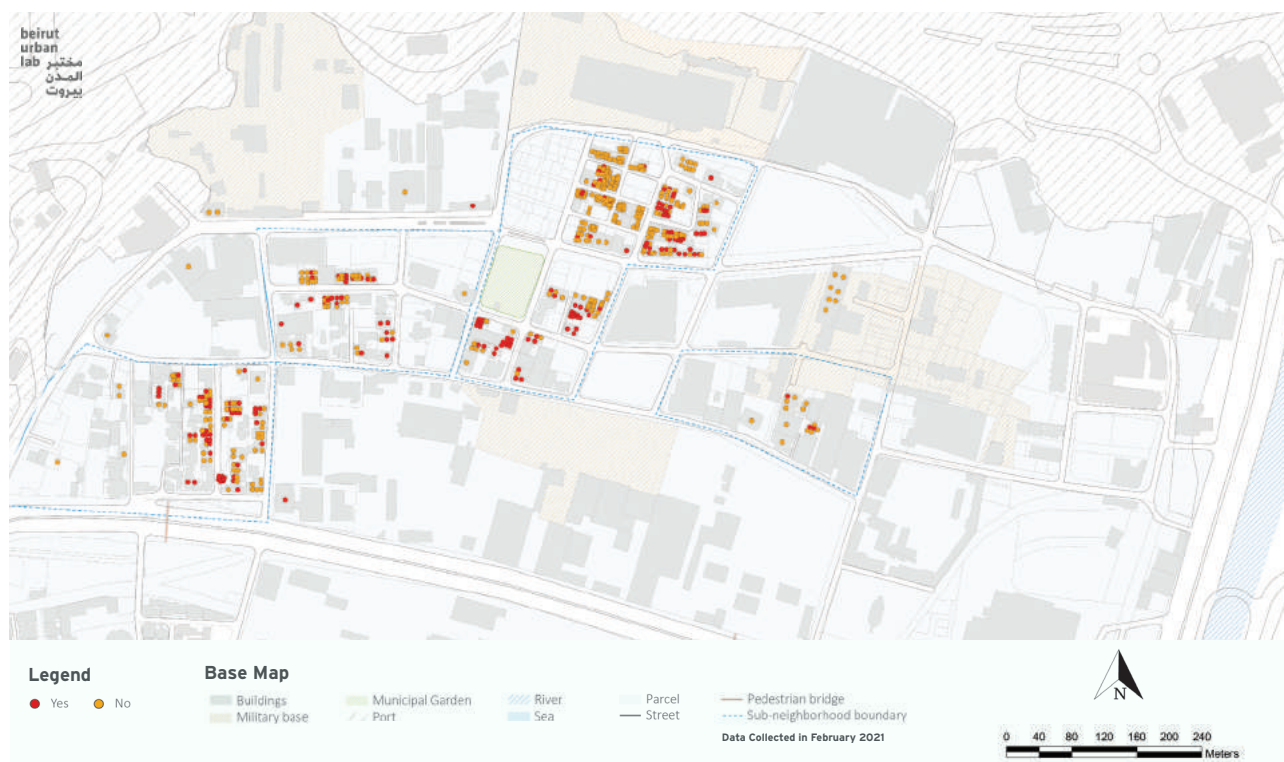 beirut
urban
lab مختبر
المدن
بيروت
Legend
Yes
No
Base Map
Buildings
Military base
Municipal Garden
Port
River
Sea
Parcel
Street
Pedestrian bridge
Sub-neighborhood boundary
Data Collected in February 2021
N
0 40 80 120 160 200 240
Meters